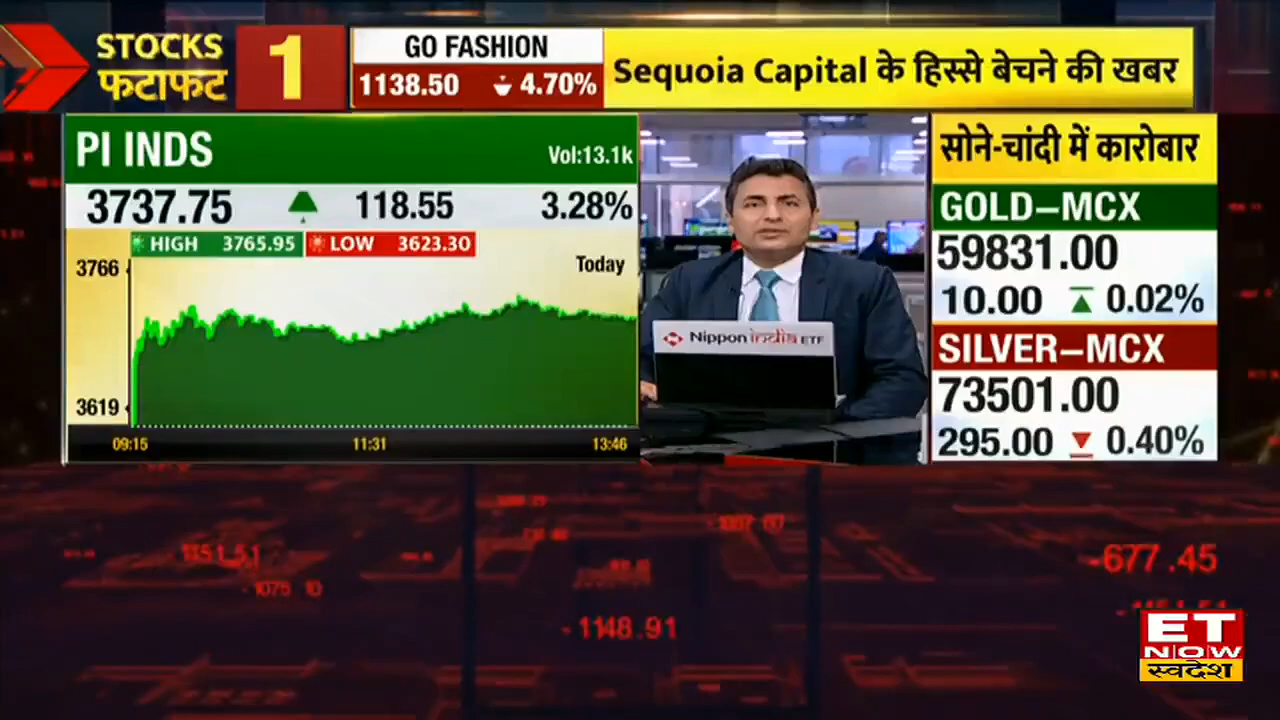 STOCKS
फटाफट
1
GO FASHION
1138.50 4.70%
Sequoia Capital के हिस्से बेचने की खबर
PI INDS
Vol:13.1k
3737.75 118.55 3.28%
HIGH 3765.95 LOW 3623.30
Today
3766
3619
09:15 11:31 13:46
Nippon india ETF
सोने-चांदी में कारोबार
GOLD–MCX
59831.00
10.00 0.02%
SILVER–MCX
73501.00
295.00 0.40%
-677.45
-1148.91
ET
NOW
स्वदेश